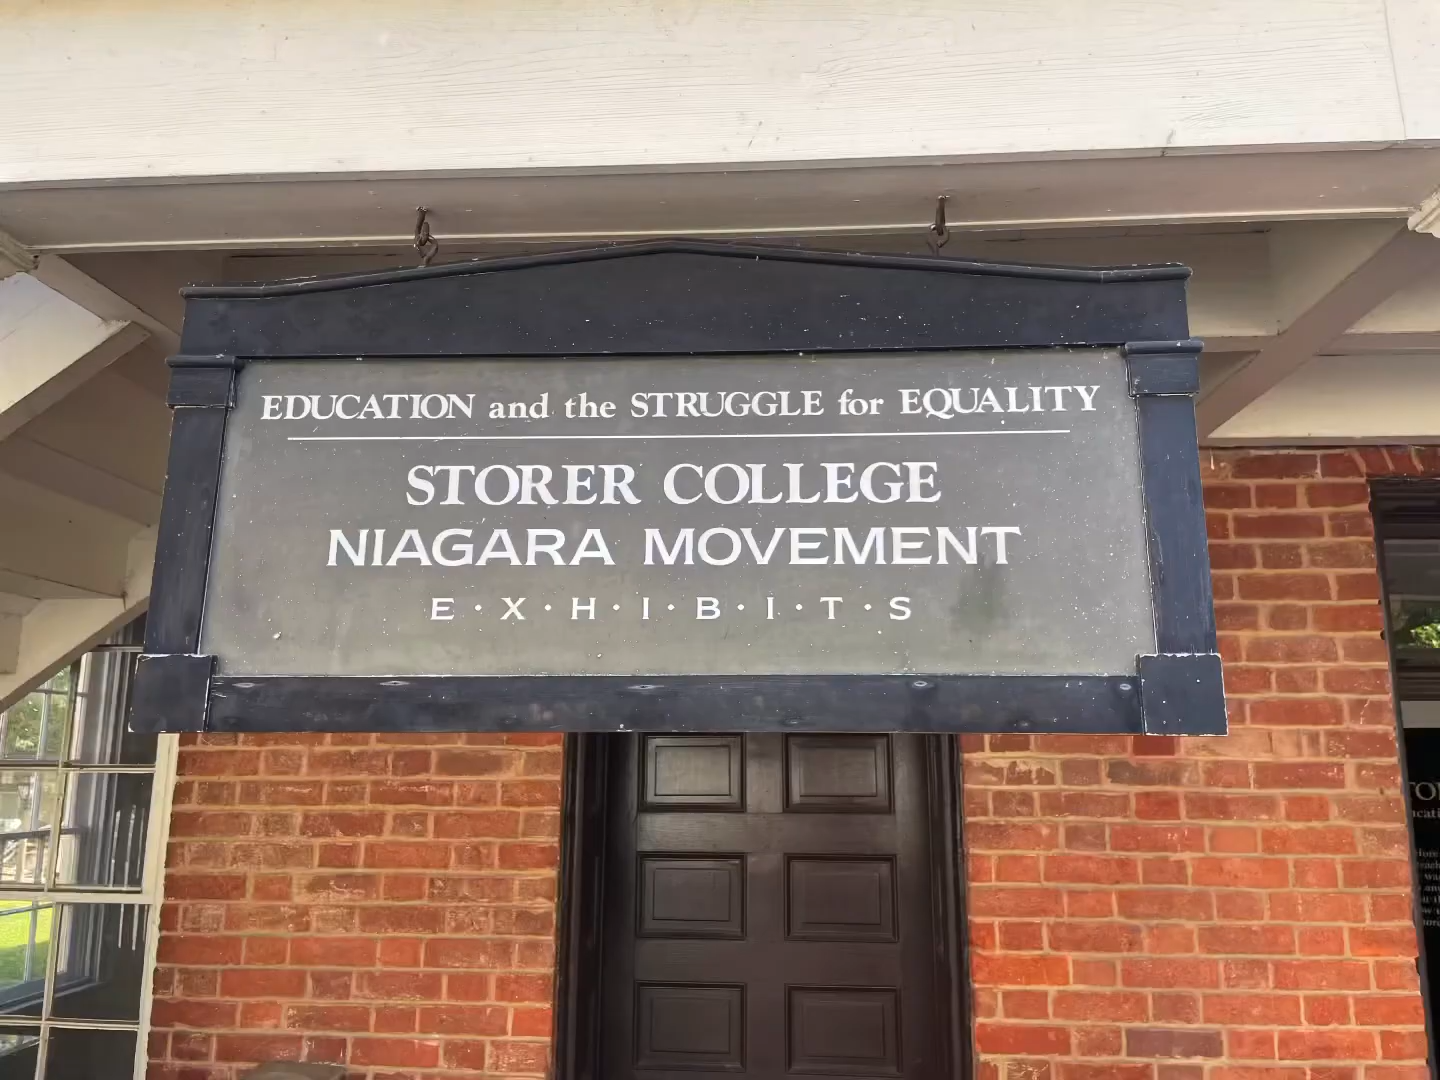 EDUCATION and the STRUGGLE for EQUALITY
STORER COLLEGE
NIAGARA MOVEMENT
E·X·H·I·B·I·T·S